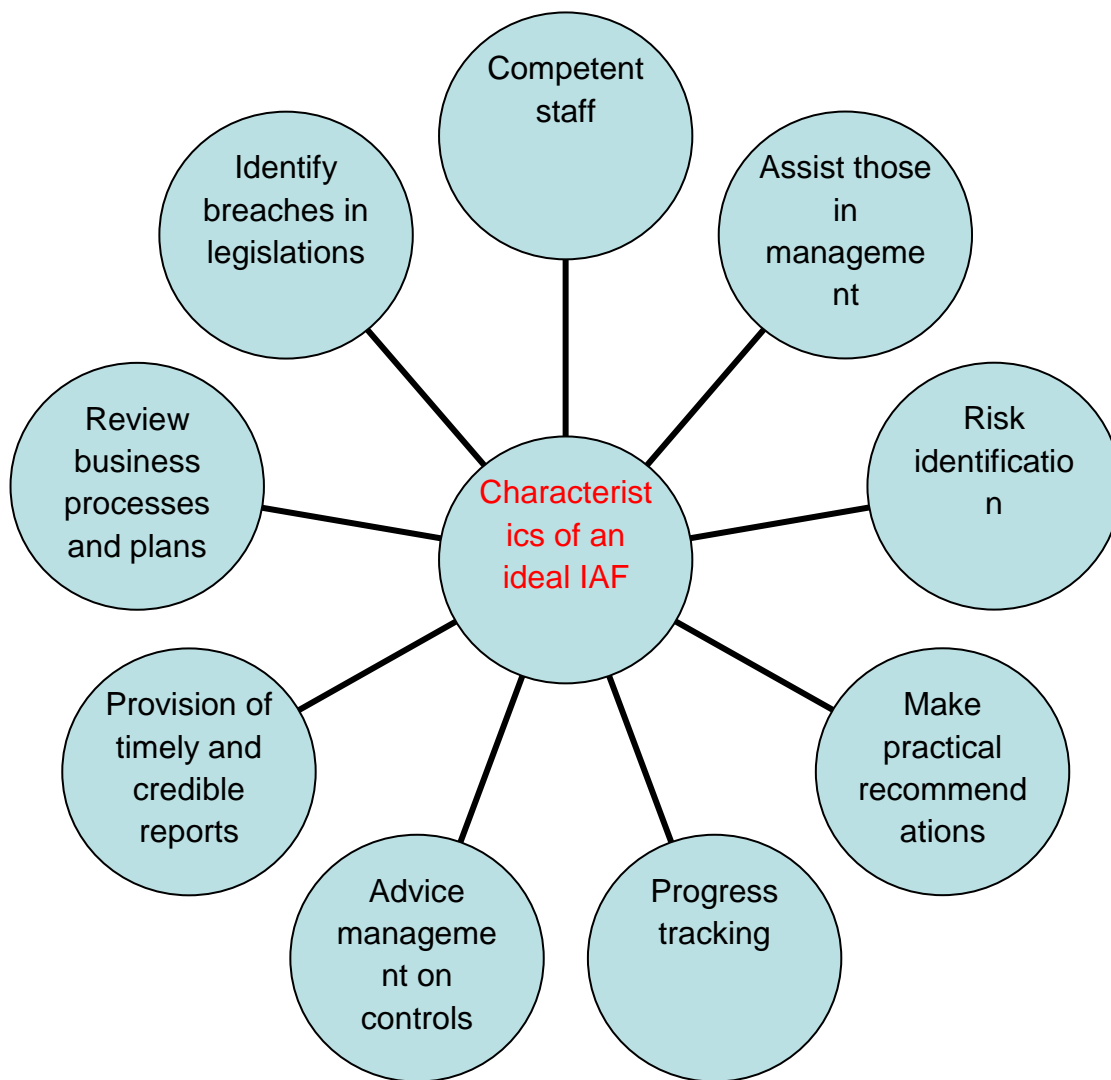 Competent
staff
Assist those
in
manageme
nt
Risk
identificatio
n
Make
practical
recommend
ations
Progress
tracking
Advice
manageme
nt on
controls
Provision of
timely and
credible
reports
Review
business
processes
and plans
Identify
breaches in
legislations
Characterist
ics of an
ideal IAF